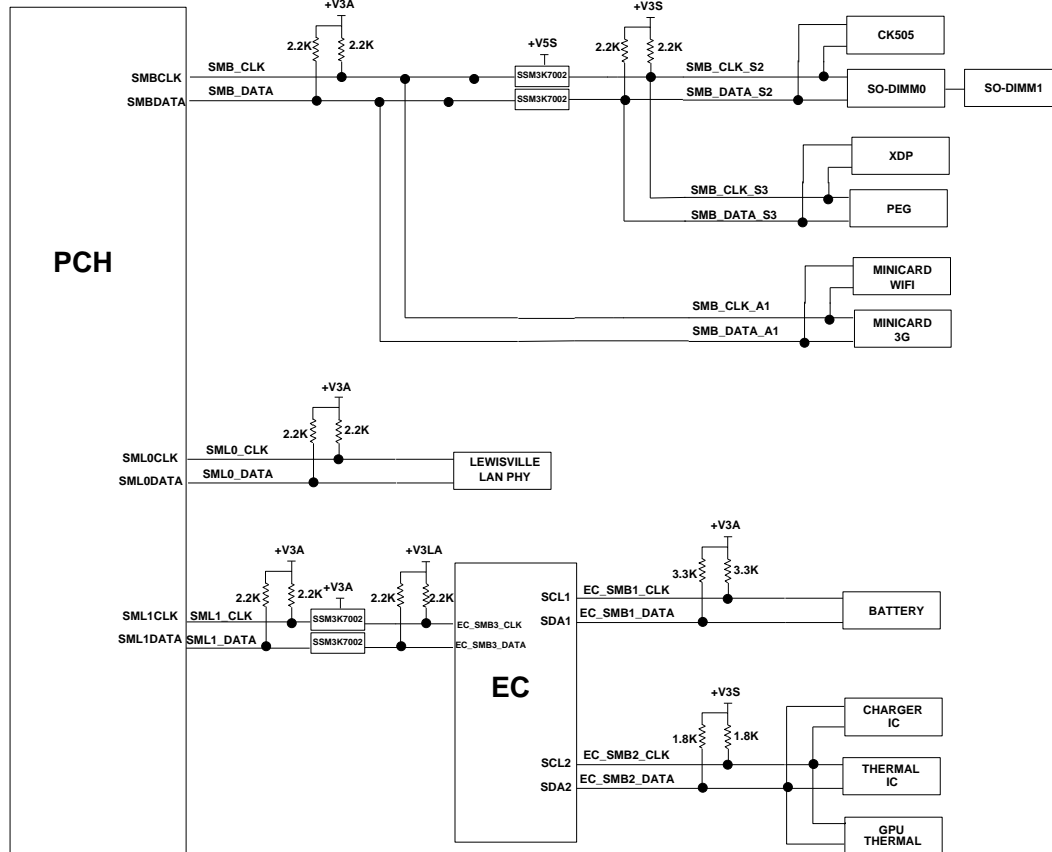 +V3A
2.2K 2.2K
+V5S
+V3S
2.2K 2.2K
CK505
SMBCLK SMB_CLK
SSM3K7002
SMB_CLK_S2
SMBDATA SMB_DATA
SSM3K7002
SMB_DATA_S2
SO-DIMM0
SO-DIMM1
XDP
SMB_CLK_S3
SMB_DATA_S3
PEG
PCH
MINICARD
WIFI
SMB_CLK_A1
SMB_DATA_A1
MINICARD
3G
+V3A
2.2K 2.2K
SML0CLK SML0_CLK
SML0DATA SML0_DATA
LEWISVILLE
LAN PHY
+V3A
2.2K 2.2K
+V3A
+V3LA
2.2K 2.2K
SML1CLK SML1_CLK
SSM3K7002
EC_SMB3_CLK
SML1DATA SML1_DATA
SSM3K7002
EC_SMB3_DATA
EC
+V3A
3.3K 3.3K
SCL1 EC_SMB1_CLK
SDA1 EC_SMB1_DATA
BATTERY
+V3S
1.8K 1.8K
SCL2 EC_SMB2_CLK
SDA2 EC_SMB2_DATA
CHARGER
IC
THERMAL
IC
GPU
THERMAL